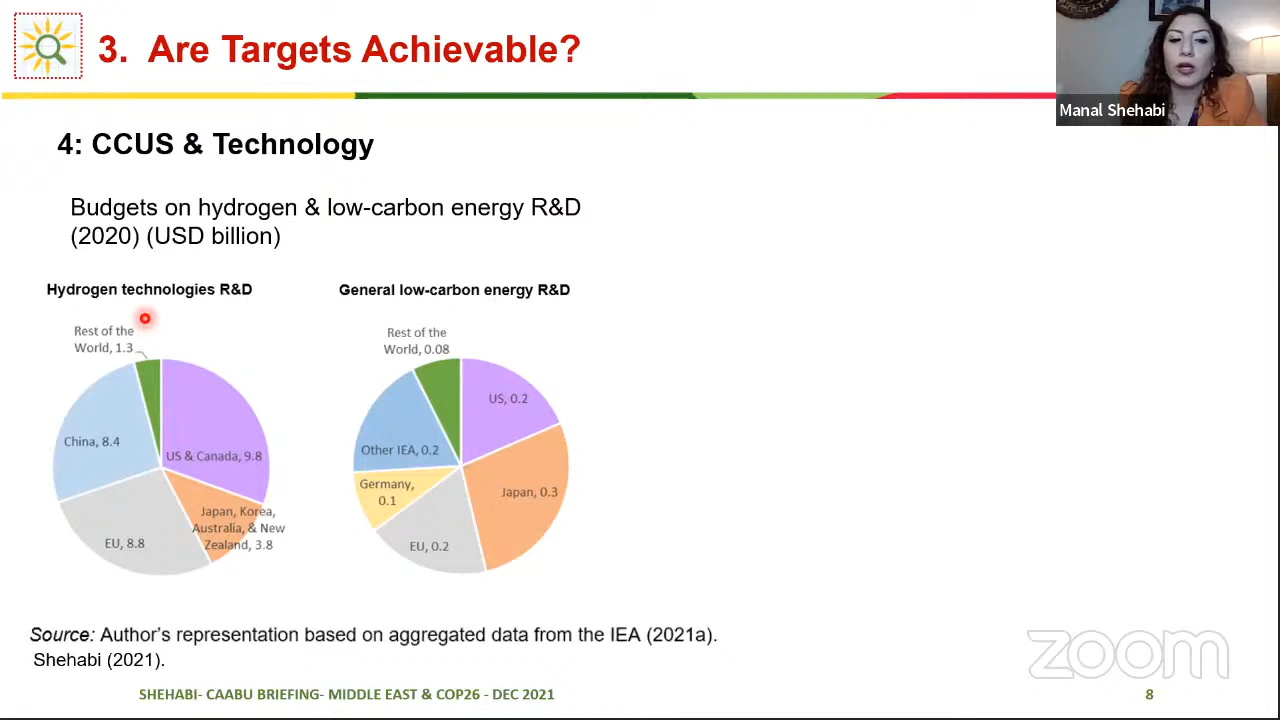 3. Are Targets Achievable?
Manal Shehabi
4: CCUS & Technology
Budgets on hydrogen & low-carbon energy R&D
(2020) (USD billion)
Hydrogen technologies R&D
Rest of the
World, 1.3
China, 8.4
US & Canada, 9.8
Japan, Korea,
Australia, & New
Zealand, 3.8
EU, 8.8
General low-carbon energy R&D
Rest of the
World, 0.08
US, 0.2
Other IEA, 0.2
Germany,
0.1
Japan, 0.3
EU, 0.2
Source: Author's representation based on aggregated data from the IEA (2021a).
Shehabi (2021).
zoom
SHEHABI- CAABU BRIEFING- MIDDLE EAST & COP26 - DEC 2021
8